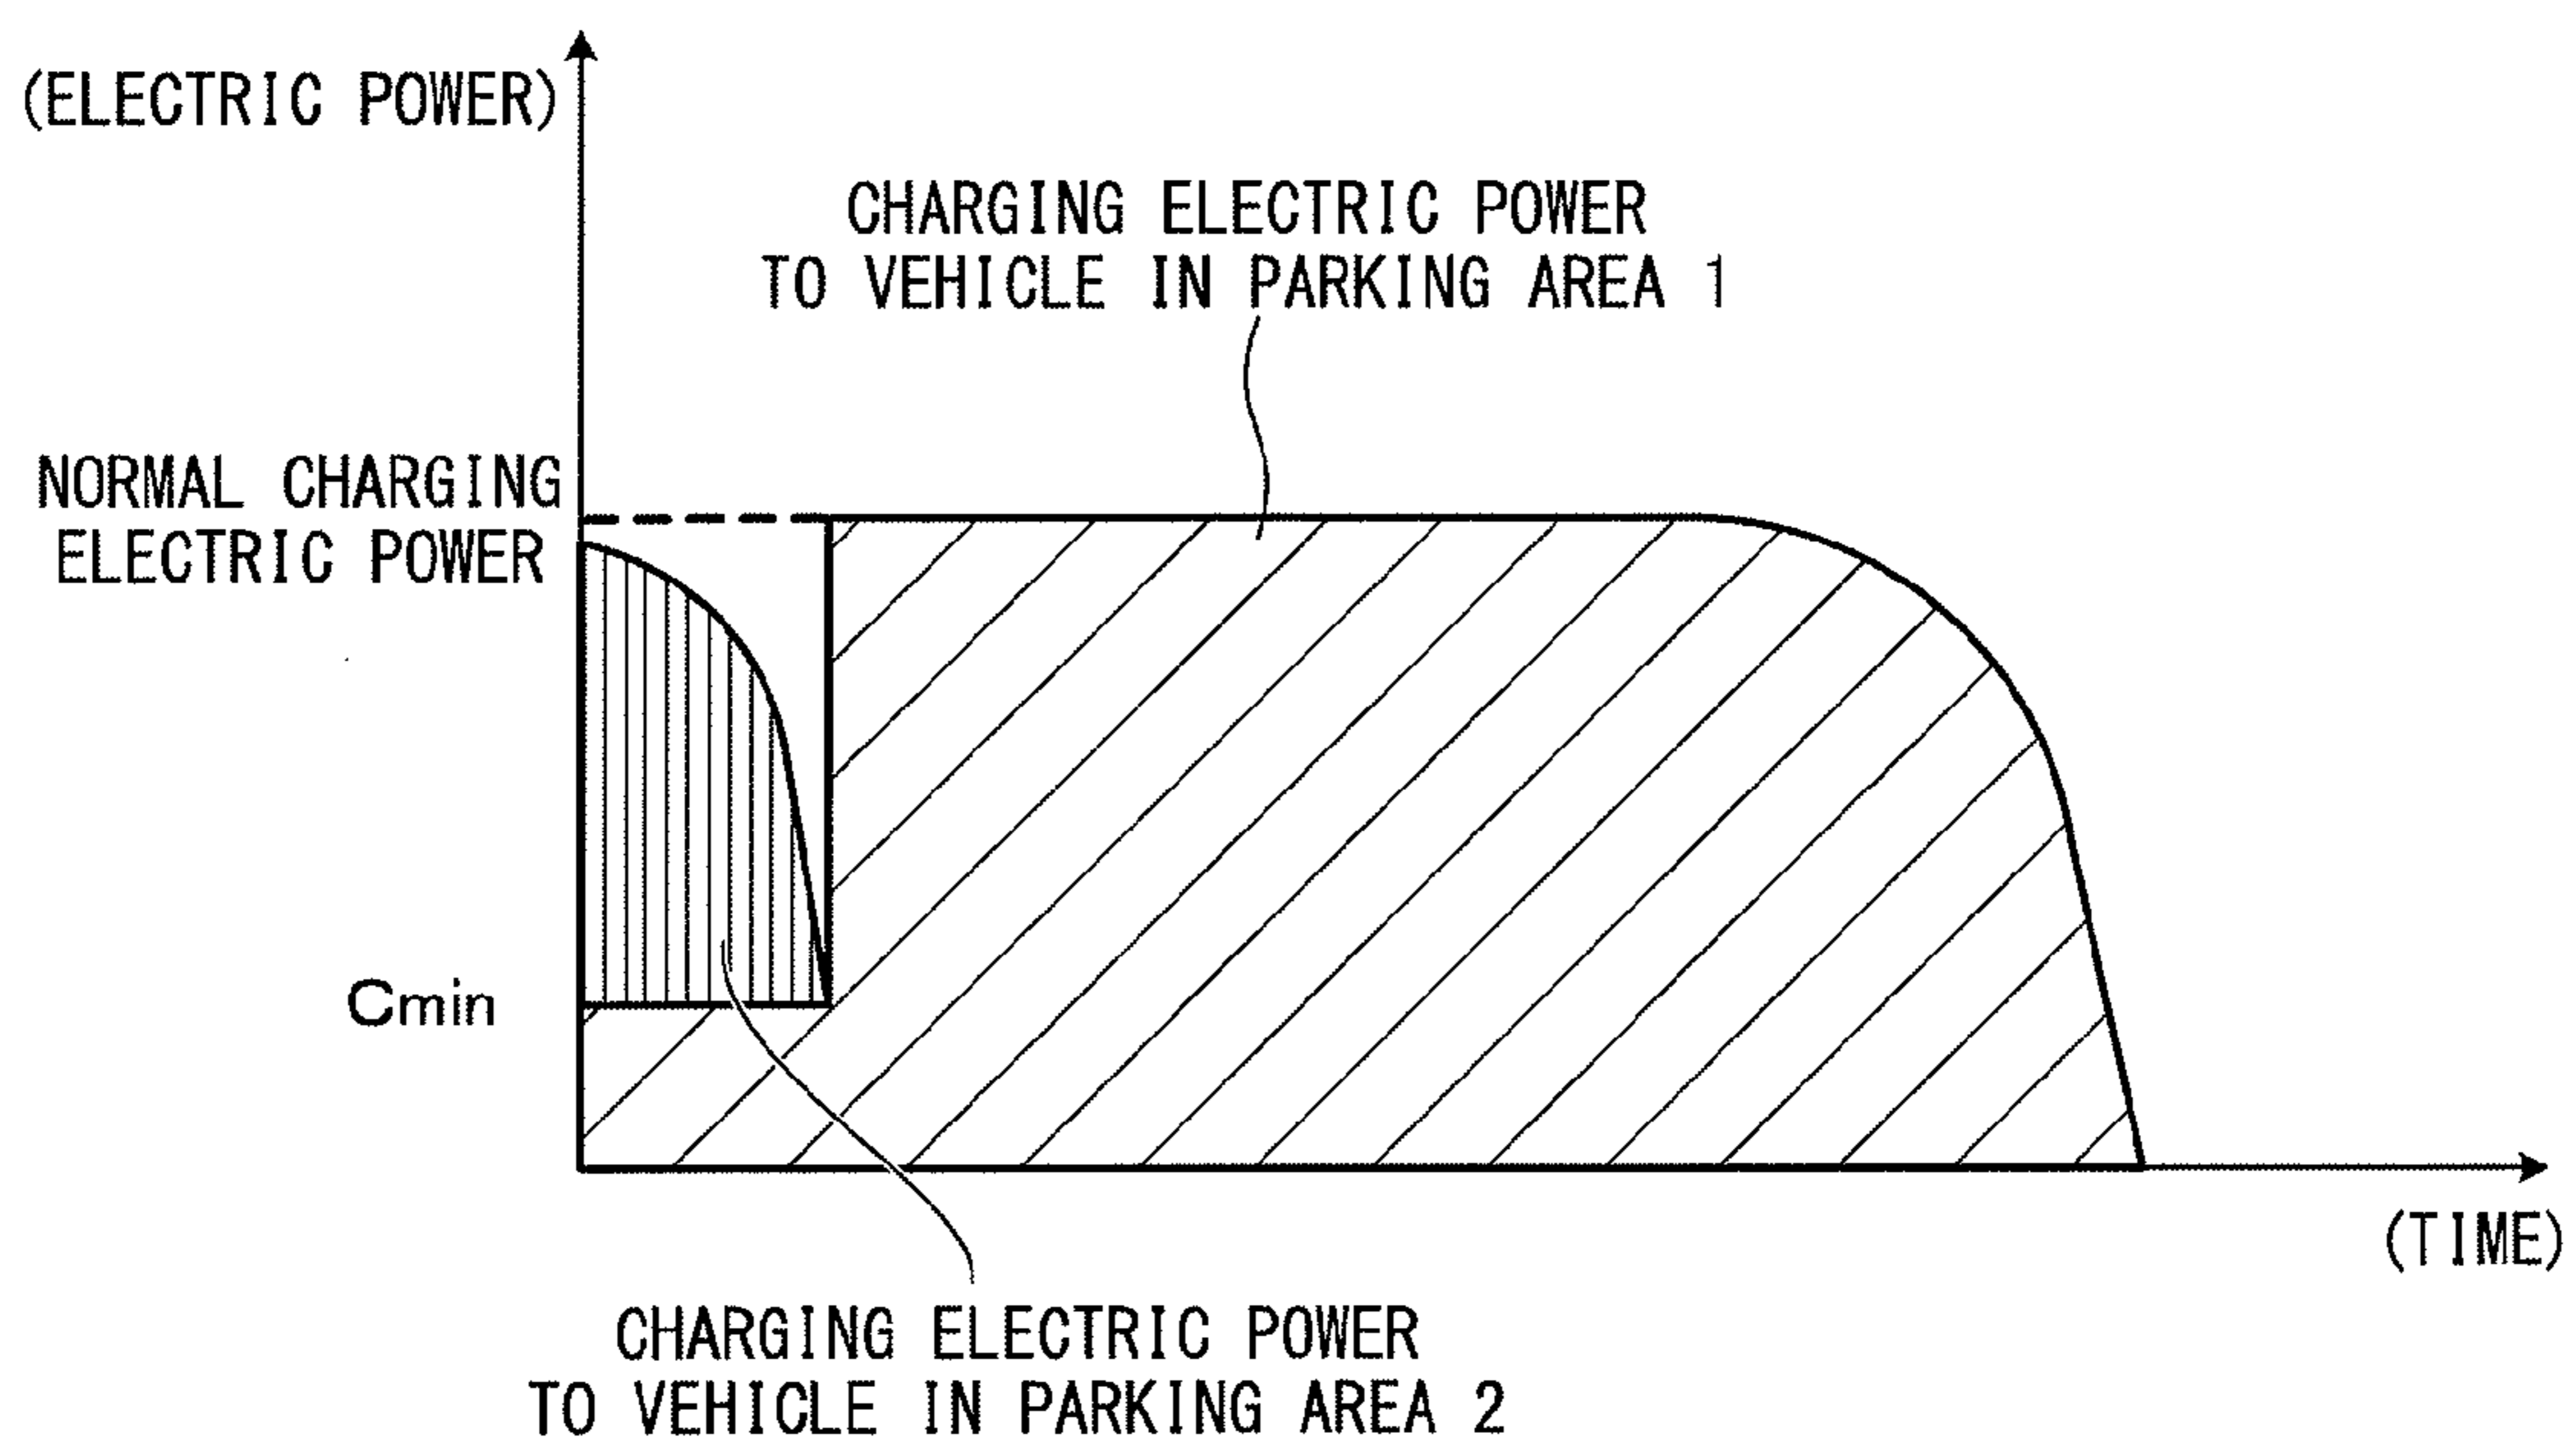 (ELECTRIC POWER)
CHARGING ELECTRIC POWER
TO VEHICLE IN PARKING AREA 1
NORMAL CHARGING
ELECTRIC POWER
Cmin
(TIME)
CHARGING ELECTRIC POWER
TO VEHICLE IN PARKING AREA 2